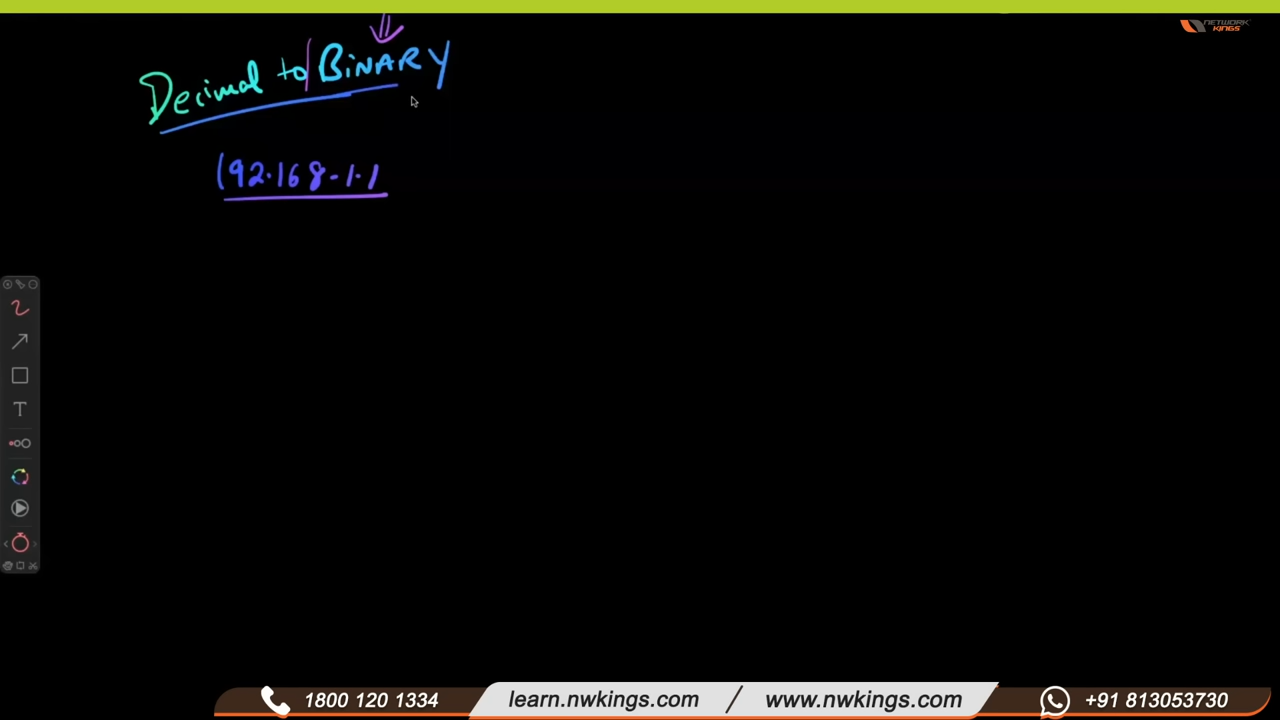 NETWORK
KINGS
Decimal to BiNARY
192.168.1.1
T
1800 120 1334 learn.nwkings.com / www.nwkings.com +91 813053730